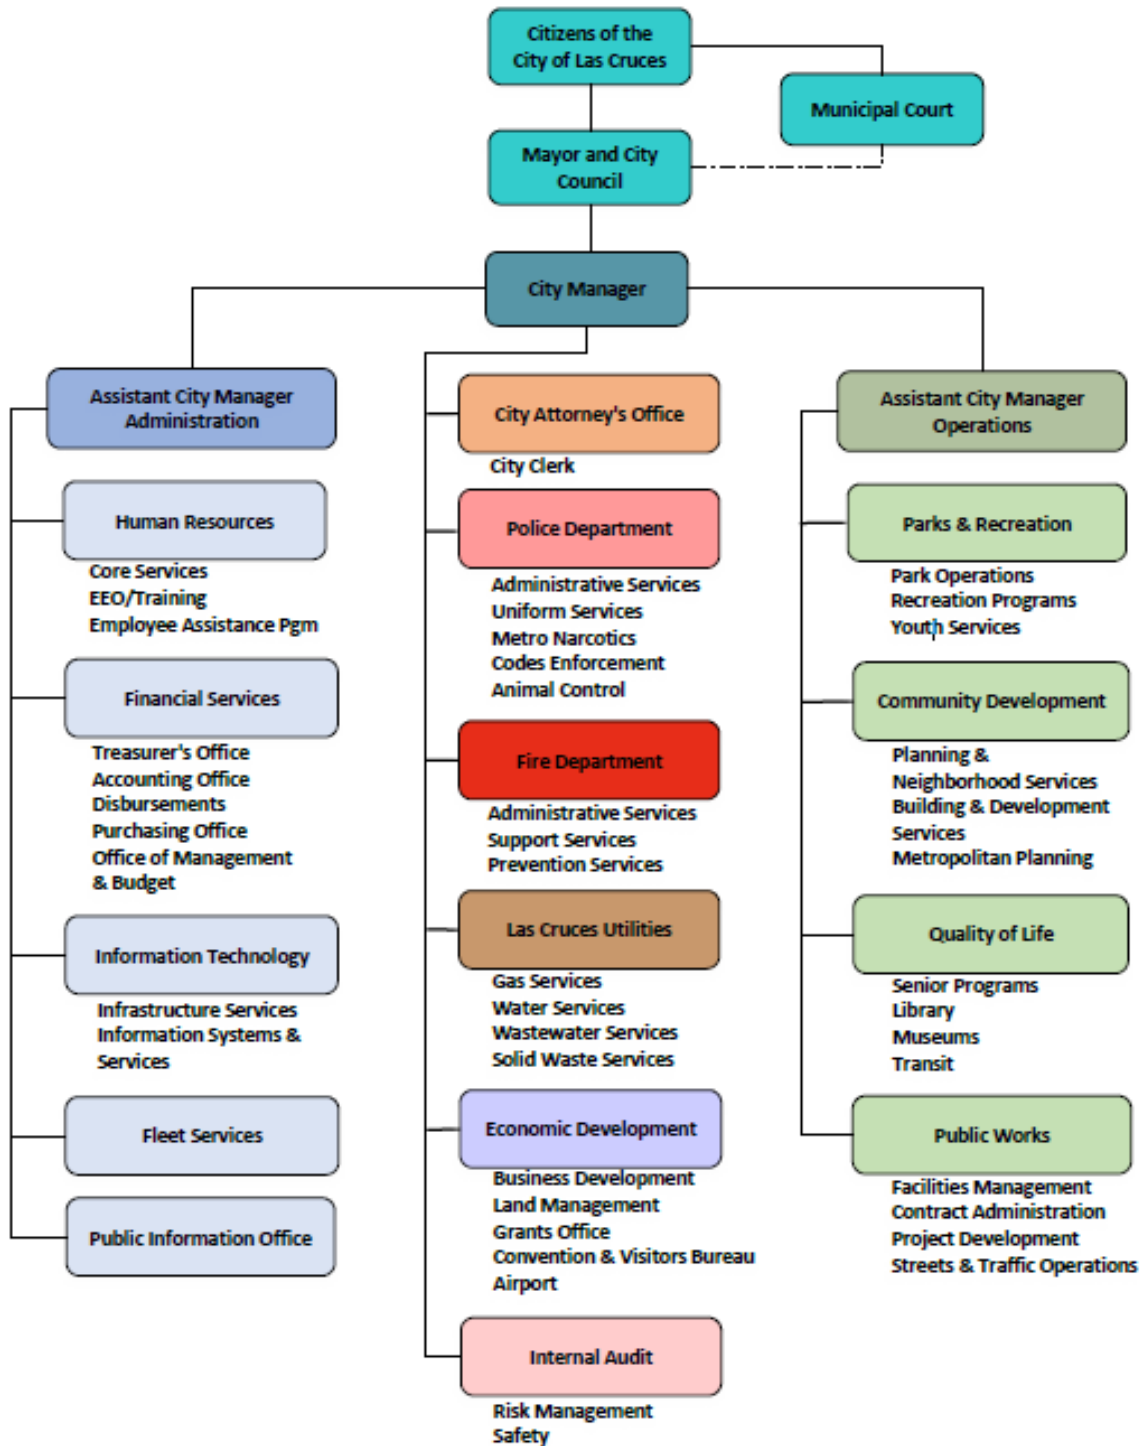 Citizens of the
City of Las Cruces
Municipal Court
Mayor and City
Council
City Manager
Assistant City Manager
Administration
Human Resources
Core Services
EEO/Training
Employee Assistance Pgm
Financial Services
Treasurer's Office
Accounting Office
Disbursements
Purchasing Office
Office of Management
& Budget
Information Technology
Infrastructure Services
Information Systems &
Services
Fleet Services
Public Information Office
City Attorney's Office
City Clerk
Police Department
Administrative Services
Uniform Services
Metro Narcotics
Codes Enforcement
Animal Control
Fire Department
Administrative Services
Support Services
Prevention Services
Las Cruces Utilities
Gas Services
Water Services
Wastewater Services
Solid Waste Services
Economic Development
Business Development
Land Management
Grants Office
Convention & Visitors Bureau
Airport
Internal Audit
Risk Management
Safety
Assistant City Manager
Operations
Parks & Recreation
Park Operations
Recreation Programs
Youth Services
Community Development
Planning &
Neighborhood Services
Building & Development
Services
Metropolitan Planning
Quality of Life
Senior Programs
Library
Museums
Transit
Public Works
Facilities Management
Contract Administration
Project Development
Streets & Traffic Operations